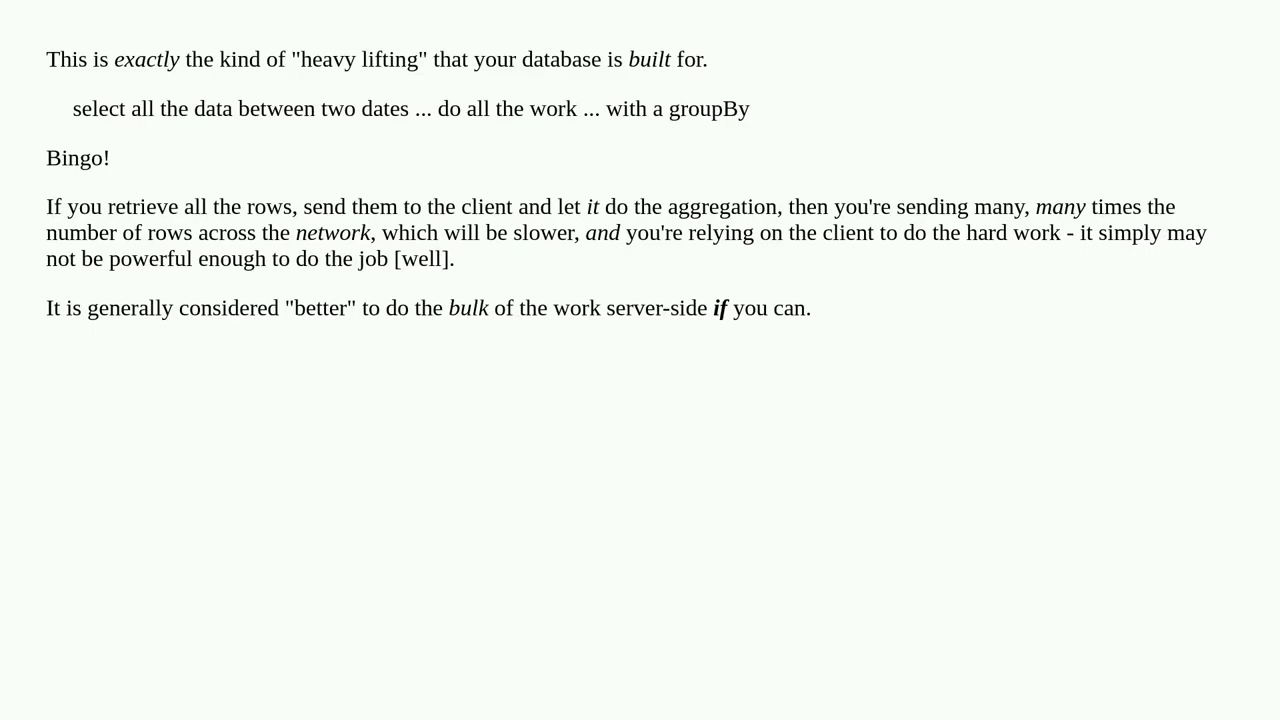 This is exactly the kind of "heavy lifting" that your database is built for.
select all the data between two dates ... do all the work ... with a groupBy
Bingo!
If you retrieve all the rows, send them to the client and let it do the aggregation, then you're sending many, many times the
number of rows across the network, which will be slower, and you're relying on the client to do the hard work - it simply may
not be powerful enough to do the job [well].
It is generally considered "better" to do the bulk of the work server-side if you can.